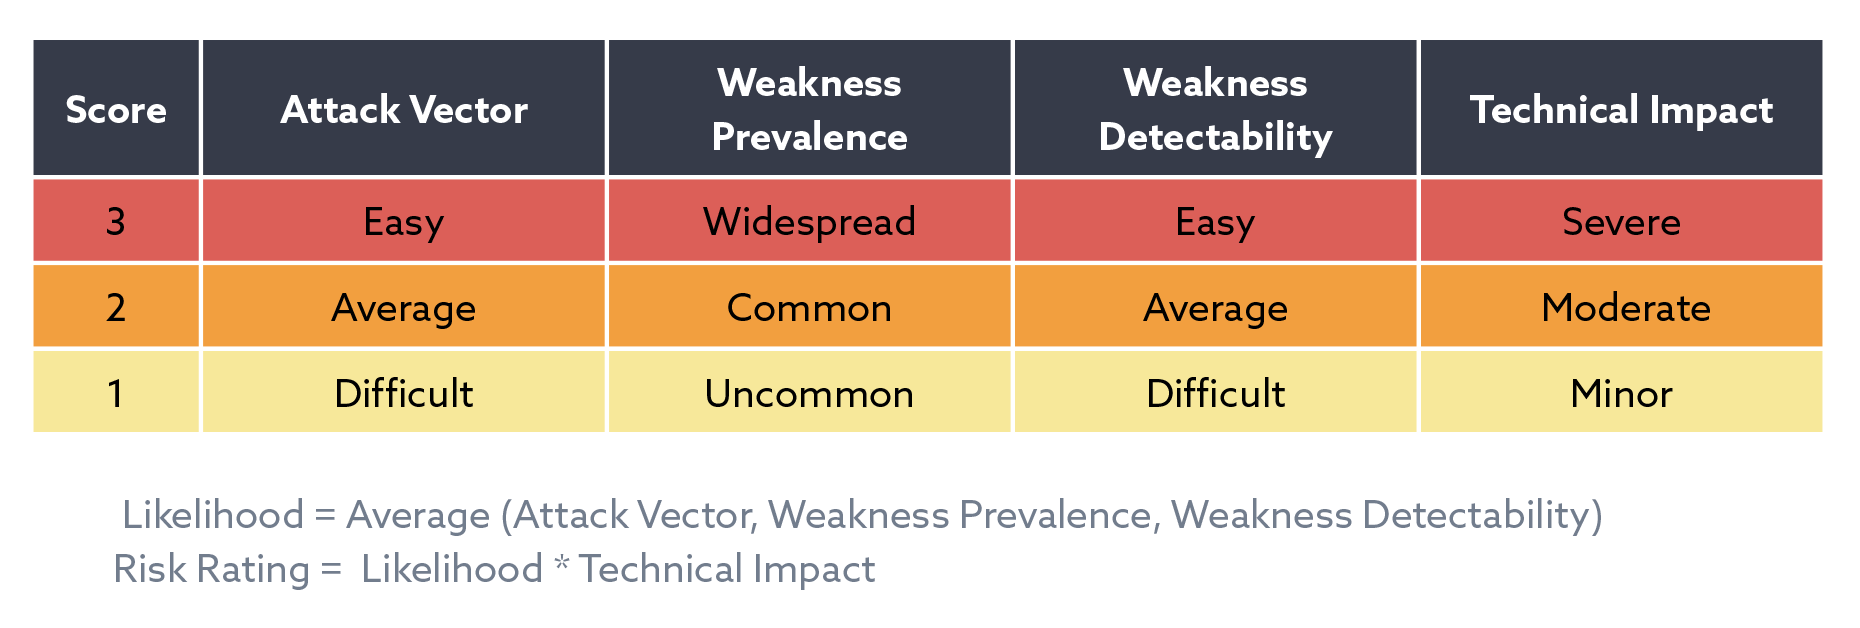 Score Attack Vector Weakness Prevalence Weakness Detectability Technical Impact
3 Easy Widespread Easy Severe
2 Average Common Average Moderate
1 Difficult Uncommon Difficult Minor
Likelihood = Average (Attack Vector, Weakness Prevalence, Weakness Detectability)
Risk Rating = Likelihood * Technical Impact